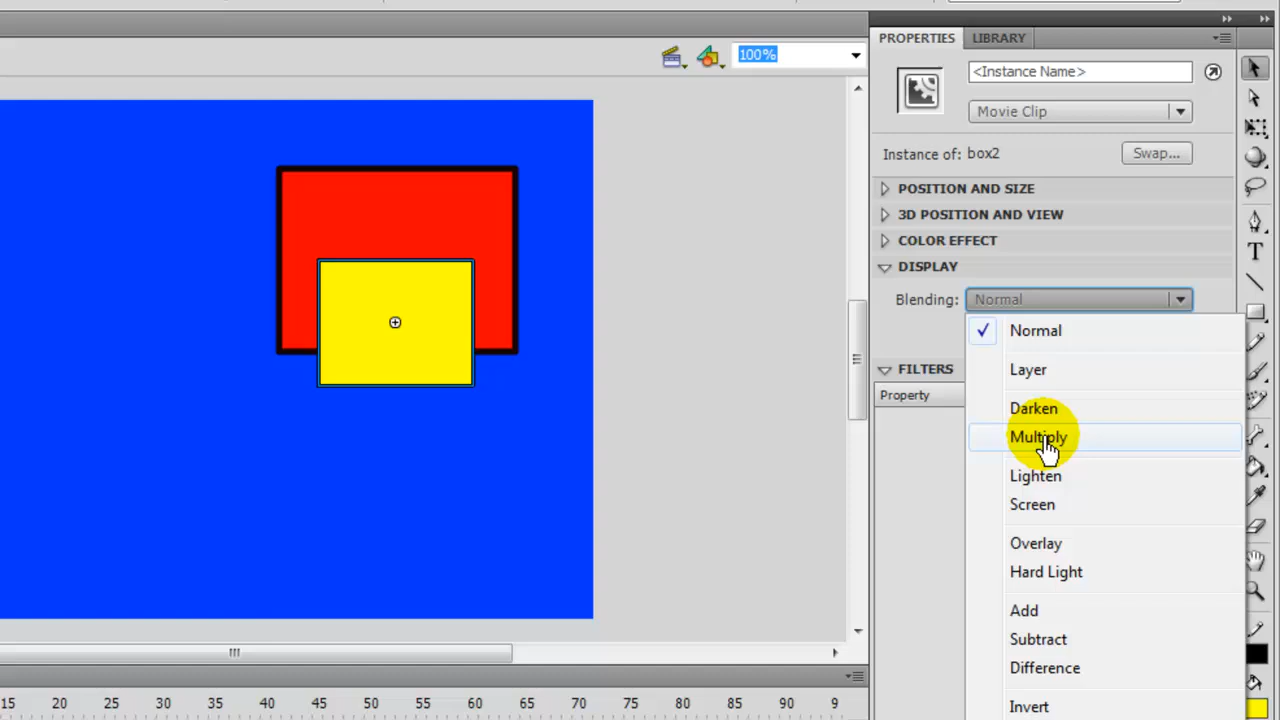 PROPERTIES LIBRARY
100%
<Instance Name>
Movie Clip
Instance of: box2 Swap...
POSITION AND SIZE
3D POSITION AND VIEW
COLOR EFFECT
DISPLAY
Blending: Normal
Normal
Layer
FILTERS
Property
Darken
Multiply
Lighten
Screen
Overlay
Hard Light
Add
Subtract
Difference
Invert
15 20 25 30 35 40 45 50 55 60 65 70 75 80 85 90 9